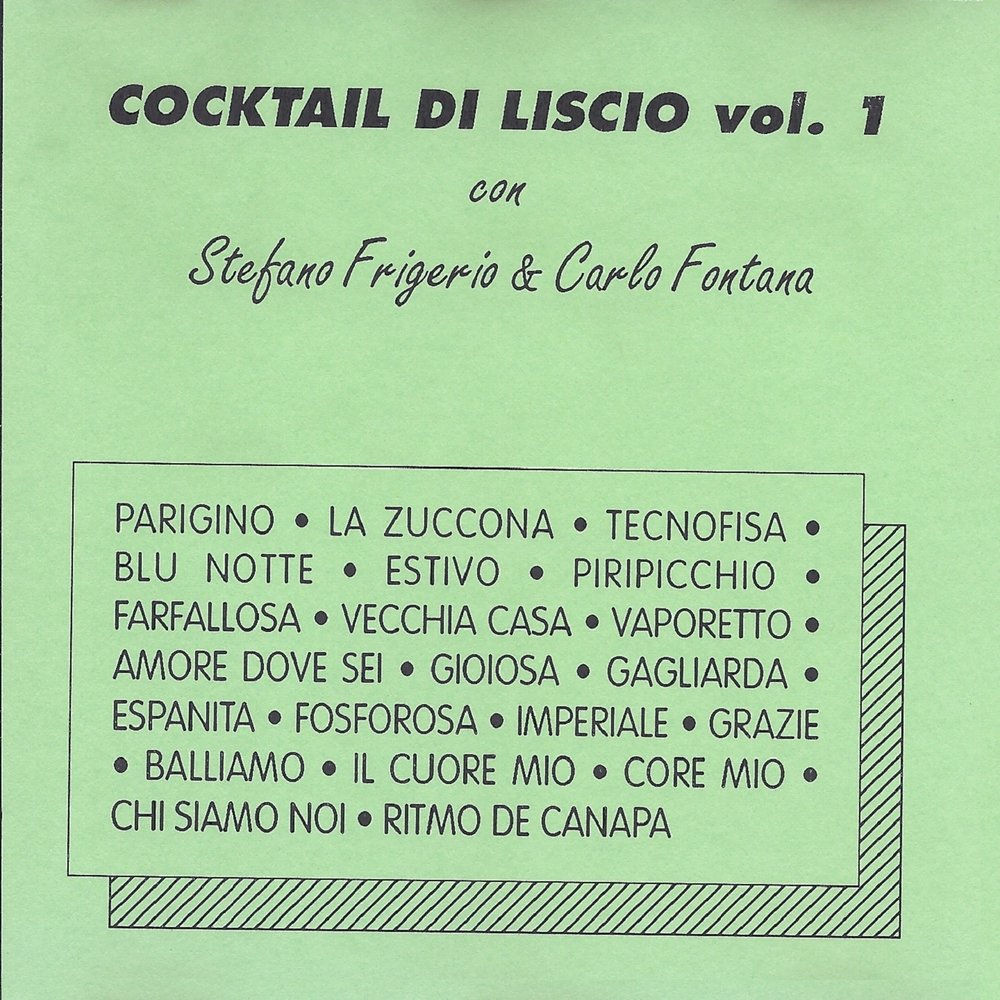 COCKTAIL DI LISCIO vol. 1
con
Stefano Frigerio & Carlo Fontana
PARIGINO • LA ZUCCONA • TECNOFISA •
BLU NOTTE • ESTIVO • PIRIPICCHIO •
FARFALLOSA • VECCHIA CASA • VAPORETTO •
AMORE DOVE SEI • GIOIOSA • GAGLIARDA •
ESPANITA • FOSFOROSA • IMPERIALE • GRAZIE
• BALLIAMO • IL CUORE MIO • CORE MIO •
CHI SIAMO NOI • RITMO DE CANAPA